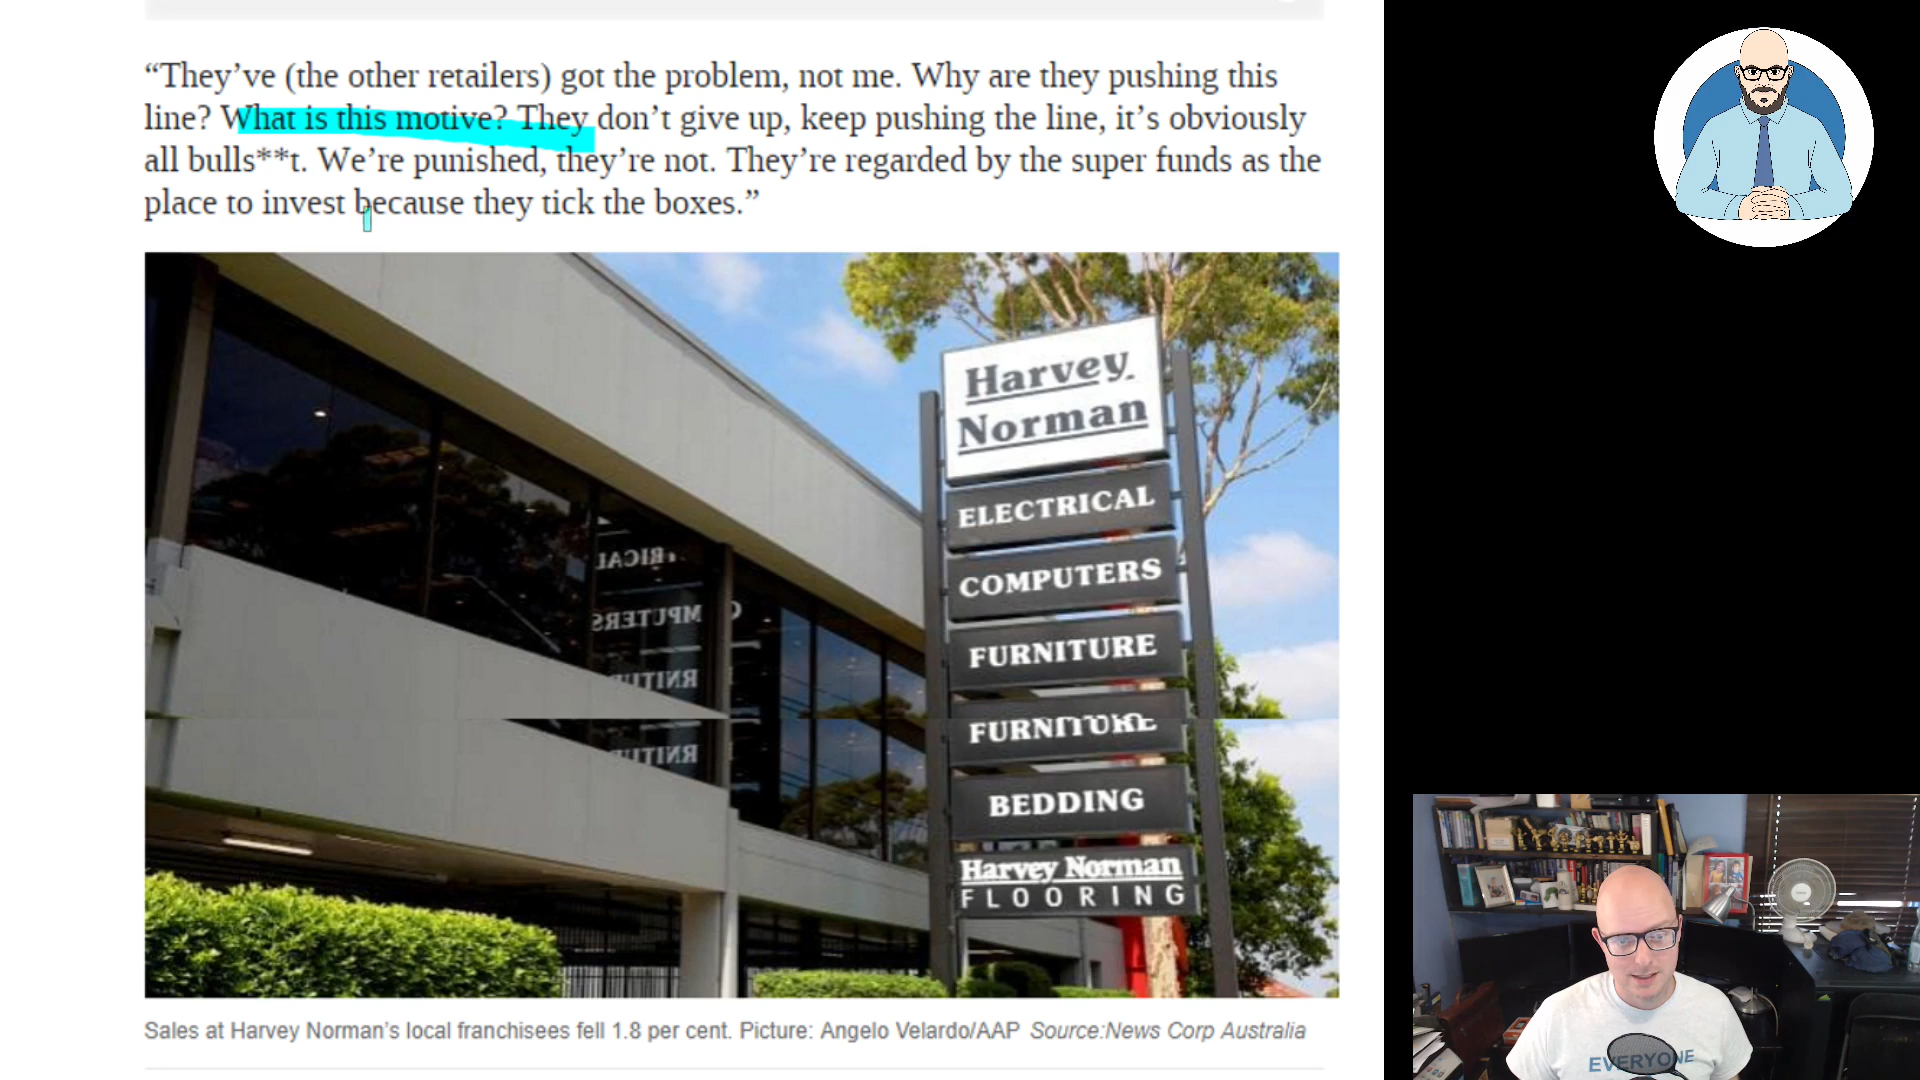 “They’ve (the other retailers) got the problem, not me. Why are they pushing this
line? What is this motive? They don’t give up, keep pushing the line, it’s obviously
all bulls**t. We’re punished, they’re not. They’re regarded by the super funds as the
place to invest because they tick the boxes.”
Harvey
Norman
ELECTRICAL
COMPUTERS
FURNITURE
FURNITURE
BEDDING
Harvey Norman
FLOORING
Sales at Harvey Norman’s local franchisees fell 1.8 per cent. Picture: Angelo Velardo/AAP Source:News Corp Australia
EVERYONE